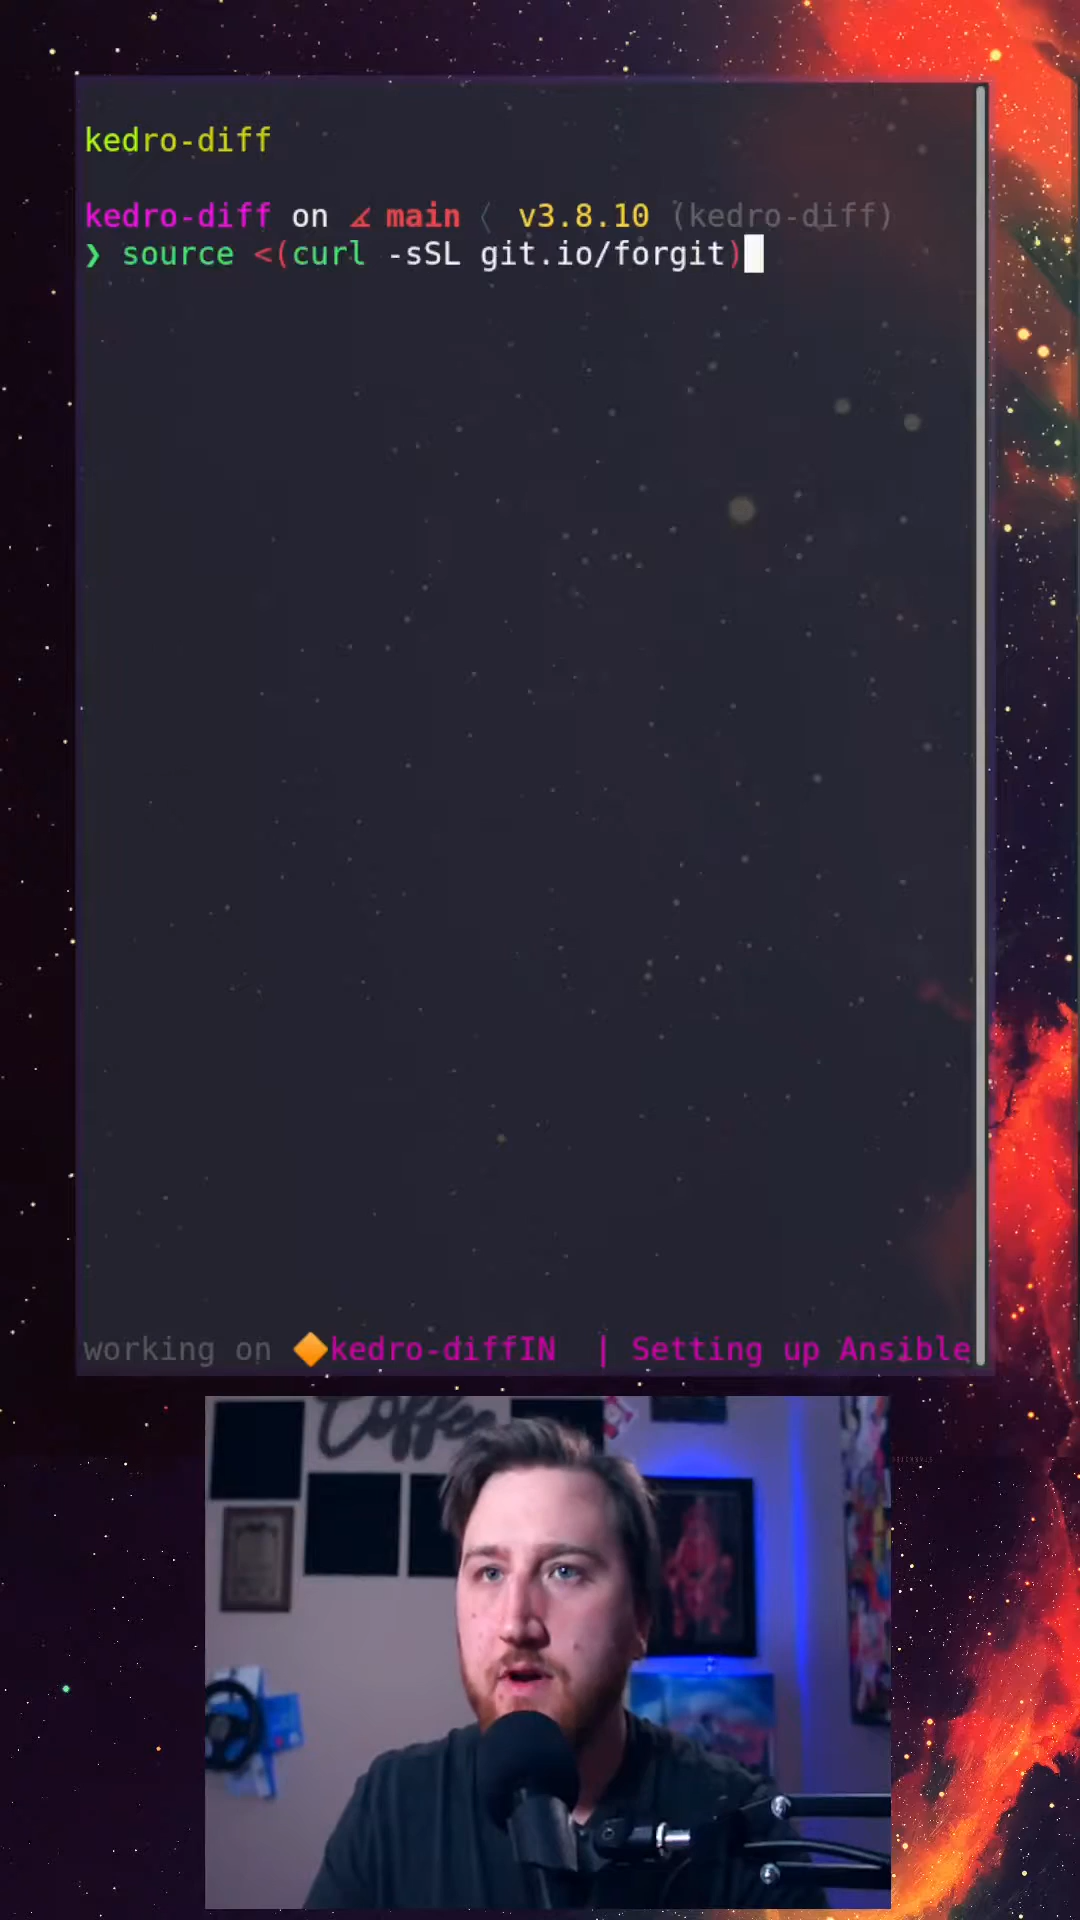 kedro-diff
kedro-diff on main v3.8.10 (kedro-diff)
❯ source <(curl -sSL git.io/forgit)
working on 🔶kedro-diffIN | Setting up Ansible
Coffee